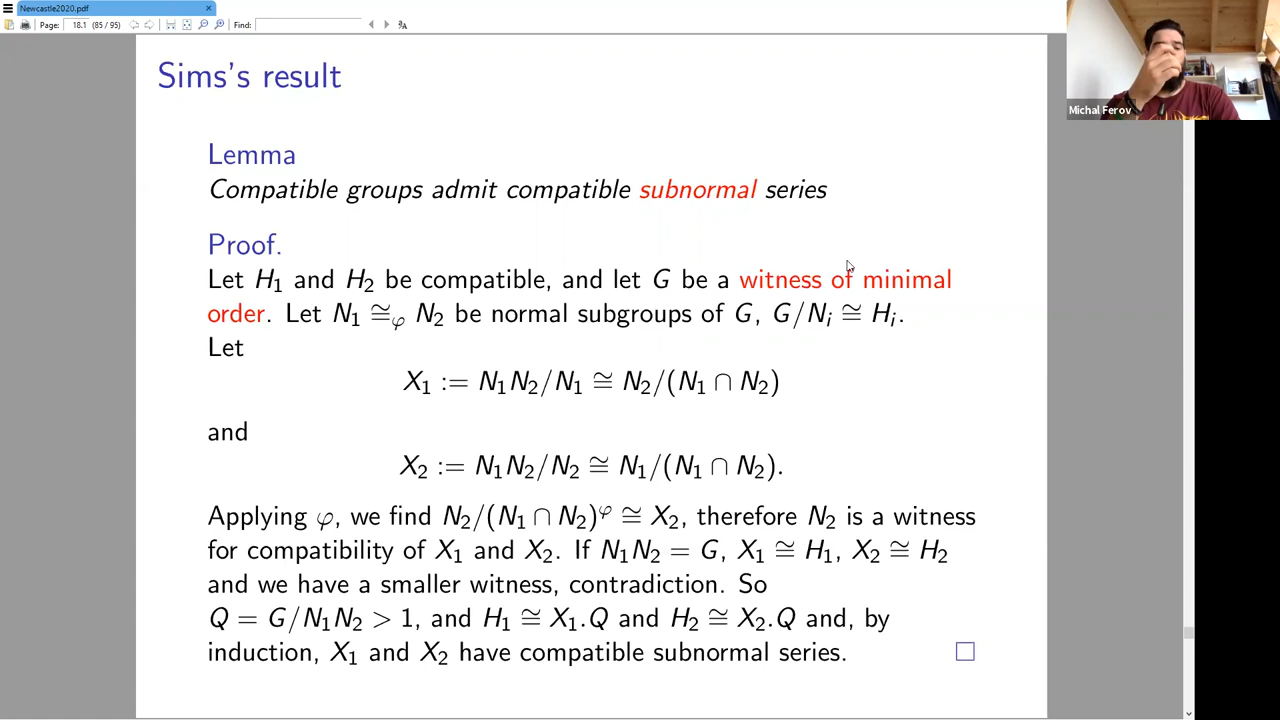 Newcastle2020.pdf
Page: 18.1 (85 / 95) Find:
Michal Ferov
Sims's result
Lemma
Compatible groups admit compatible subnormal series
Proof.
Let H₁ and H₂ be compatible, and let G be a witness of minimal
order. Let N₁ ≅φ N₂ be normal subgroups of G, G/Nᵢ ≅ Hᵢ.
Let
X₁ := N₁N₂/N₁ ≅ N₂/(N₁ ∩ N₂)
and
X₂ := N₁N₂/N₂ ≅ N₁/(N₁ ∩ N₂).
Applying φ, we find N₂/(N₁ ∩ N₂)^φ ≅ X₂, therefore N₂ is a witness
for compatibility of X₁ and X₂. If N₁N₂ = G, X₁ ≅ H₁, X₂ ≅ H₂
and we have a smaller witness, contradiction. So
Q = G/N₁N₂ > 1, and H₁ ≅ X₁.Q and H₂ ≅ X₂.Q and, by
induction, X₁ and X₂ have compatible subnormal series.